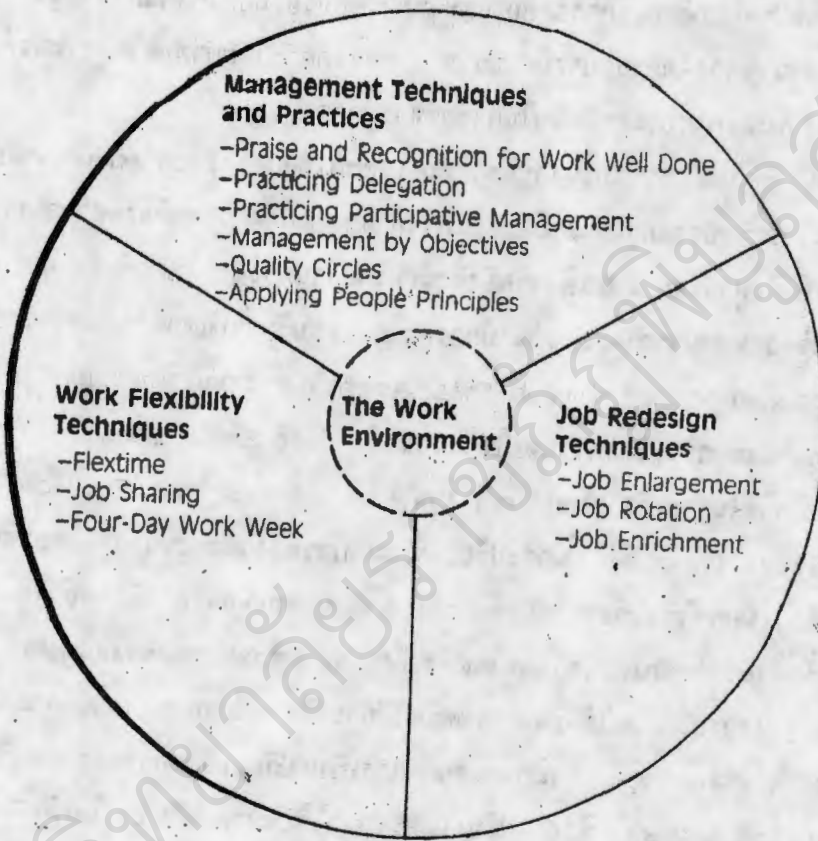 Management Techniques
and Practices
–Praise and Recognition for Work Well Done
–Practicing Delegation
–Practicing Participative Management
–Management by Objectives
–Quality Circles
–Applying People Principles
Work Flexibility
Techniques
–Flextime
–Job Sharing
–Four-Day Work Week
The Work
Environment
Job Redesign
Techniques
–Job Enlargement
–Job Rotation
–Job Enrichment